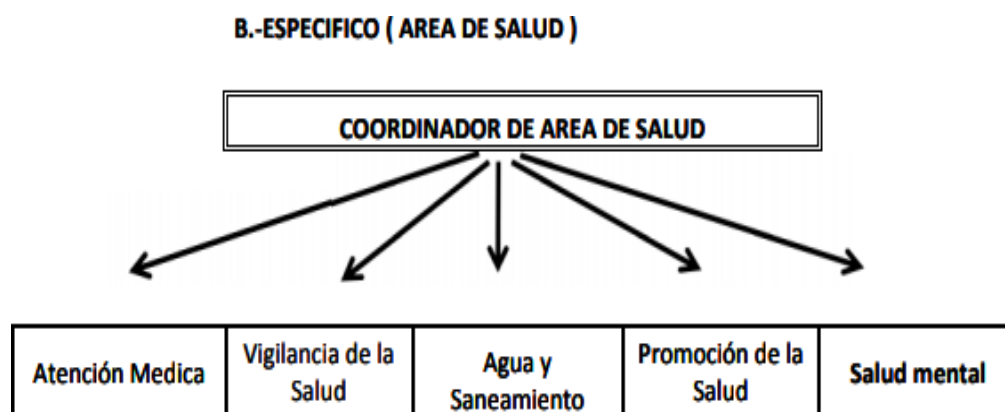 B.-ESPECIFICO ( AREA DE SALUD )
COORDINADOR DE AREA DE SALUD
Atención Medica
Vigilancia de la
Salud
Agua y
Saneamiento
Promoción de la
Salud
Salud mental